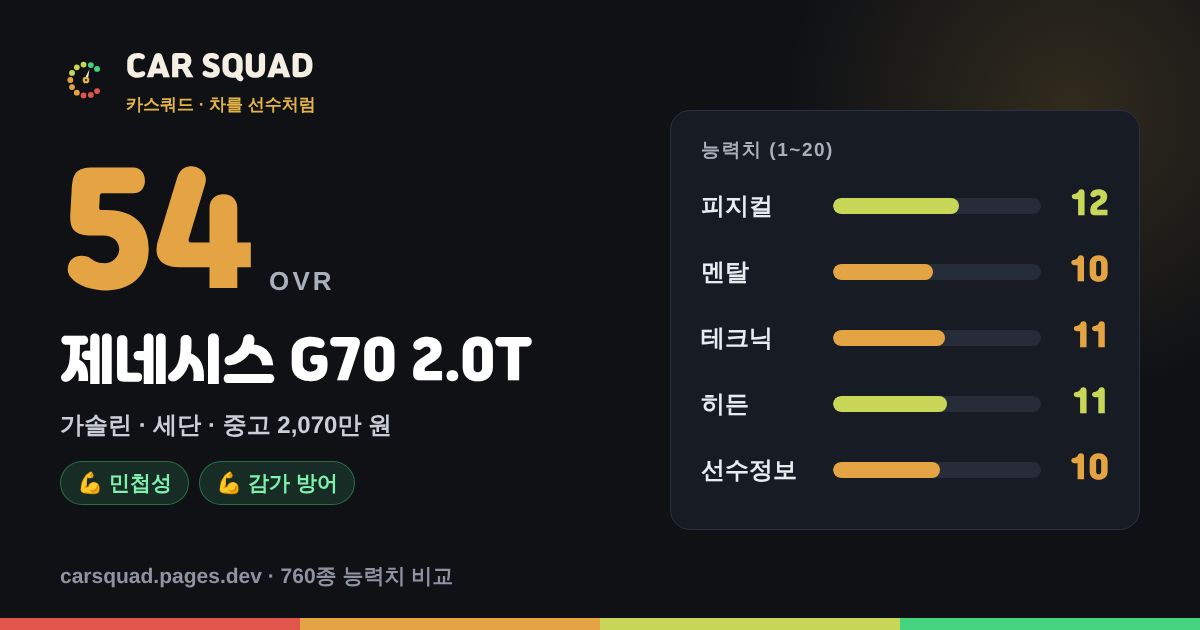 CAR SQUAD
카스쿼드 · 차를 선수처럼
54 OVR
제네시스 G70 2.0T
가솔린 · 세단 · 중고 2,070만 원
💪 민첩성 💪 감가 방어
carsquad.pages.dev · 760종 능력치 비교
능력치 (1~20)
피지컬 12
멘탈 10
테크닉 11
히든 11
선수정보 10